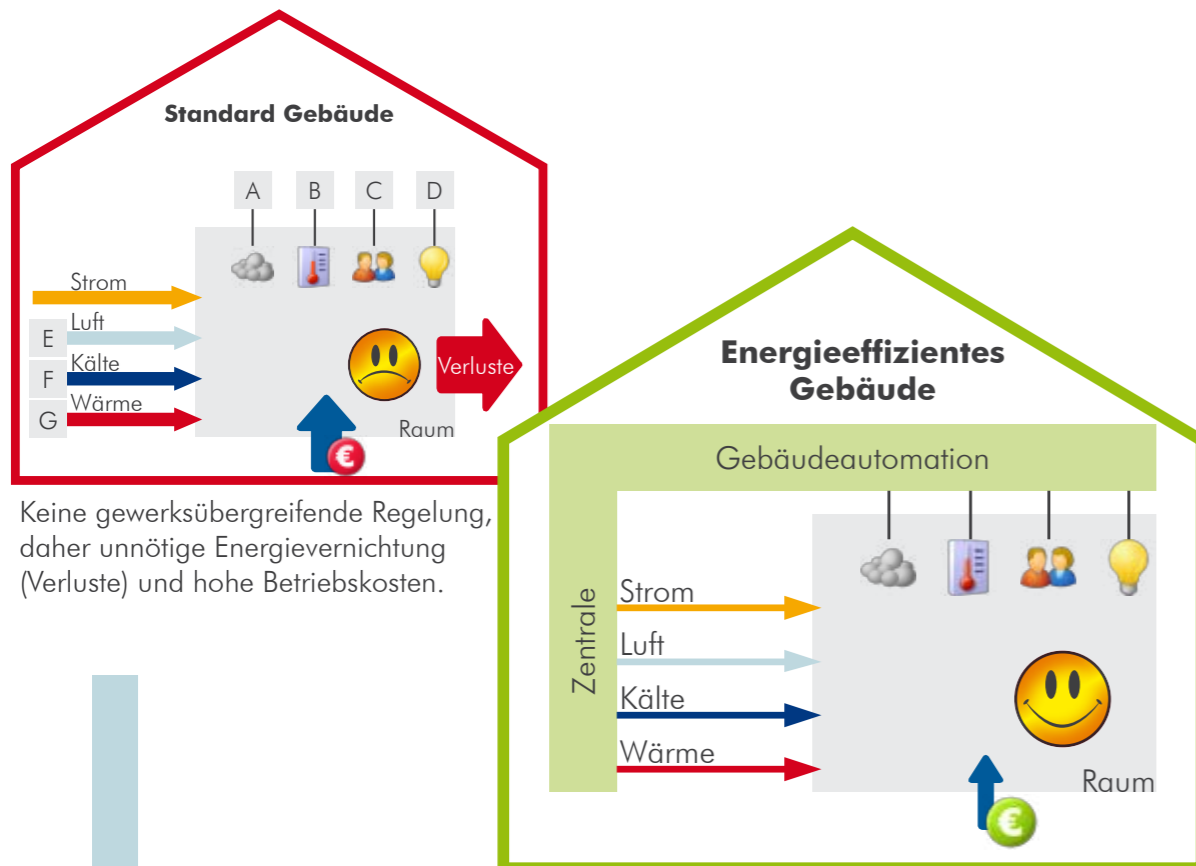 Standard Gebäude
A B C D
Strom
E Luft
F Kälte
G Wärme
Verluste
Raum
€
Keine gewerksübergreifende Regelung,
daher unnötige Energievernichtung
(Verluste) und hohe Betriebskosten.
Energieeffizientes
Gebäude
Gebäudeautomation
Zentrale
Strom
Luft
Kälte
Wärme
Raum
€